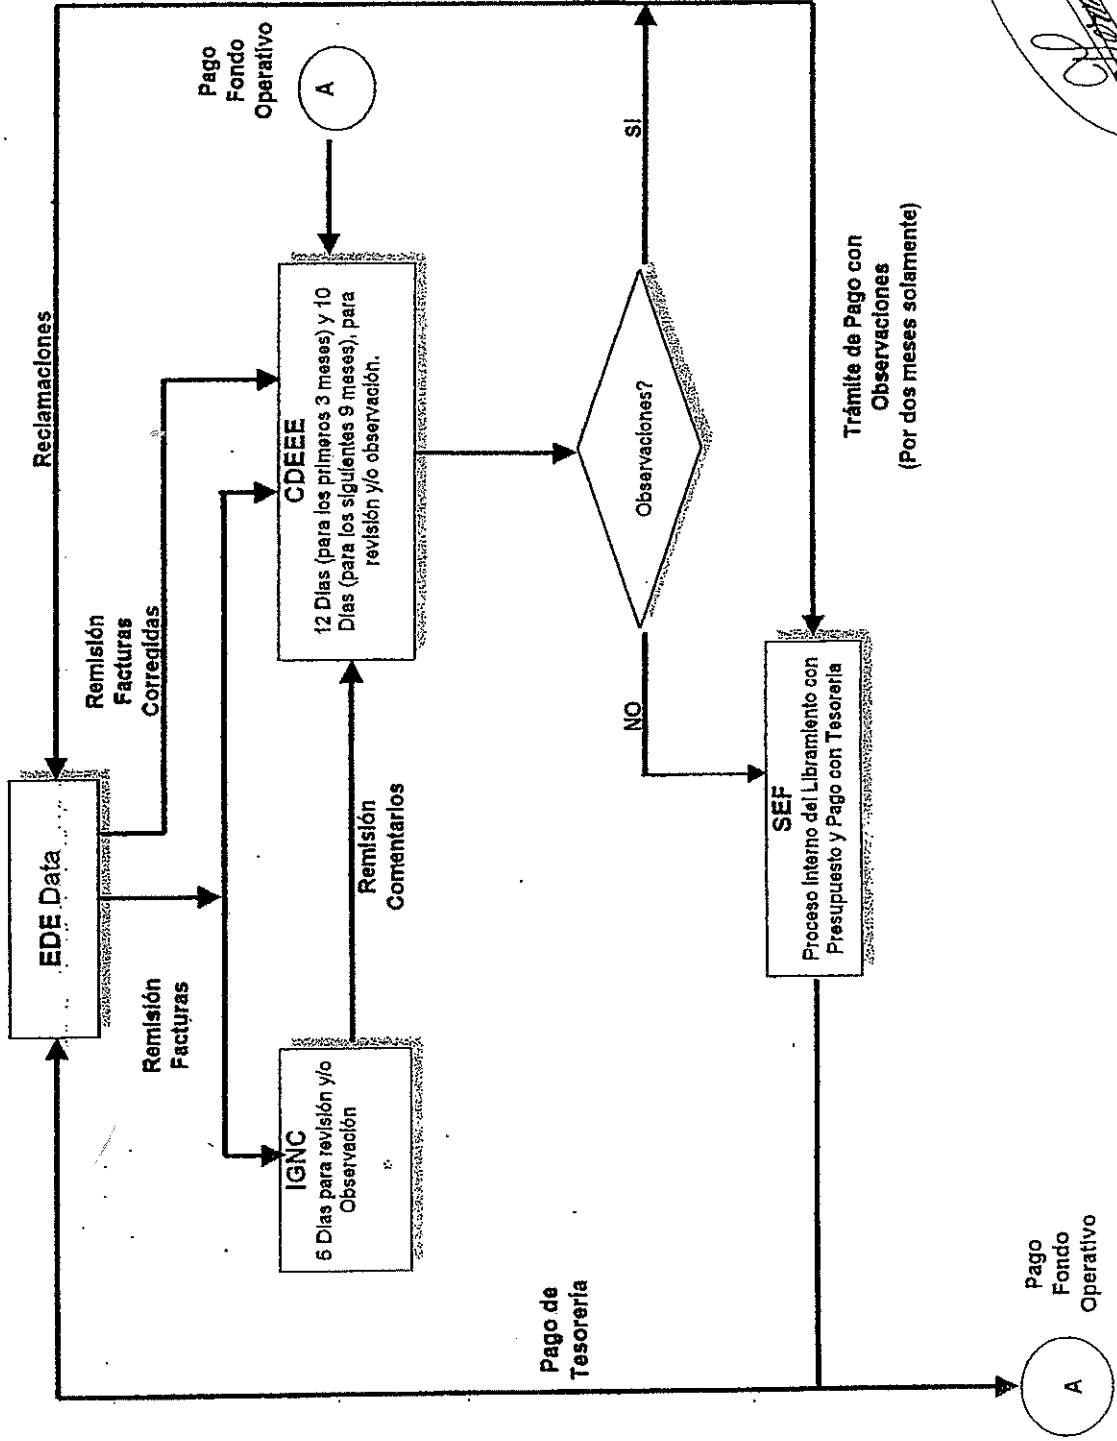 Reclamaciones
EDE Data
Remisión
Facturas
Corregidas
Remisión
Facturas
Pago
Fondo
Operativo
A
IGNC
5 Días para revisión y/o
Observación
Remisión
Comentarios
CDEEE
12 Días (para los primeros 3 meses) y 10
Días (para los siguientes 9 meses), para
revisión y/o observación.
Observaciones?
NO
SI
Pago de
Tesorería
SEF
Proceso Interno del Libramiento con
Presupuesto y Pago con Tesorería
Trámite de Pago con
Observaciones
(Por dos meses solamente)
Pago
Fondo
Operativo
A